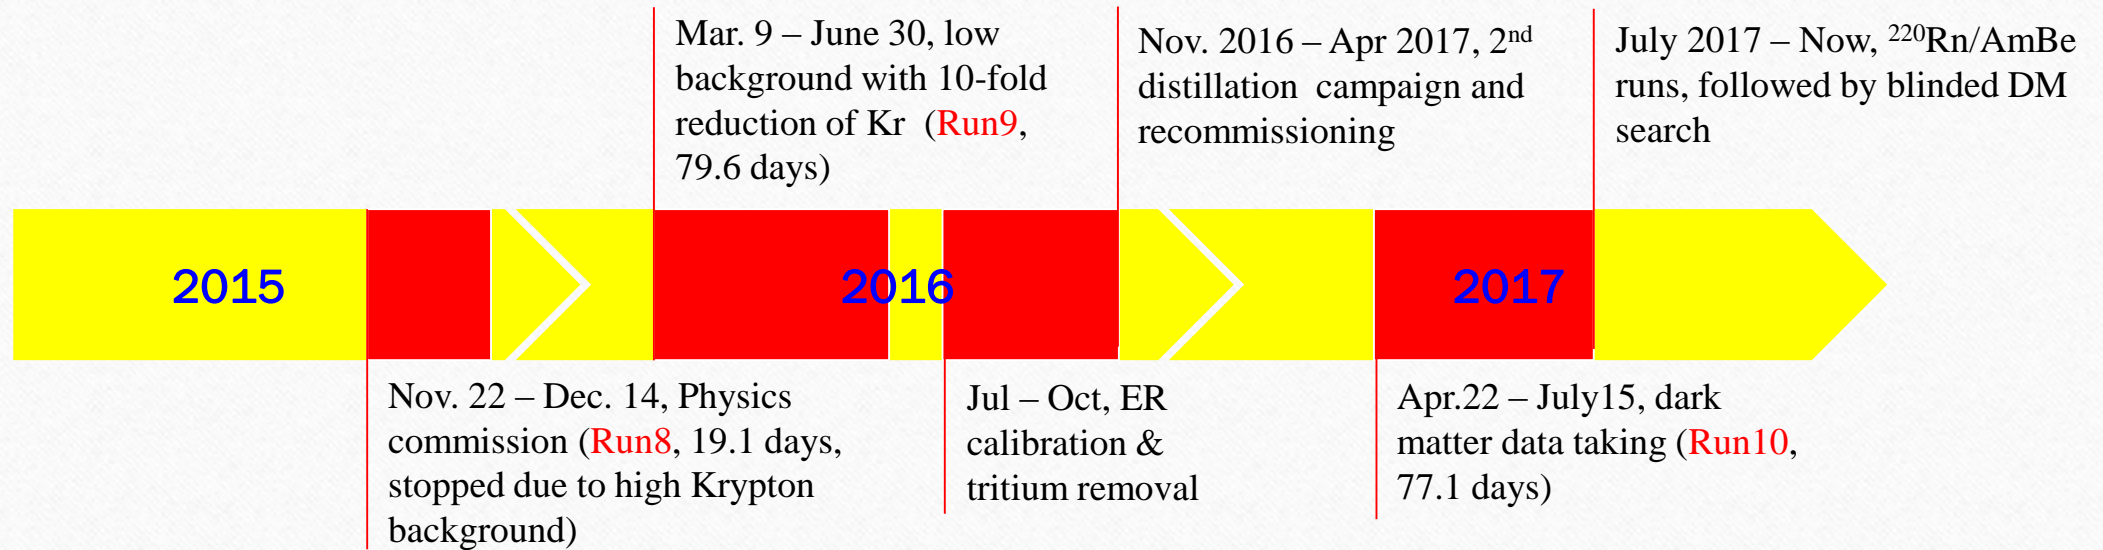 Mar. 9 – June 30, low
background with 10-fold
reduction of Kr (Run9,
79.6 days)
Nov. 2016 – Apr 2017, 2nd
distillation campaign and
recommissioning
July 2017 – Now, 220Rn/AmBe
runs, followed by blinded DM
search
2015
2016
2017
Nov. 22 – Dec. 14, Physics
commission (Run8, 19.1 days,
stopped due to high Krypton
background)
Jul – Oct, ER
calibration &
tritium removal
Apr.22 – July15, dark
matter data taking (Run10,
77.1 days)